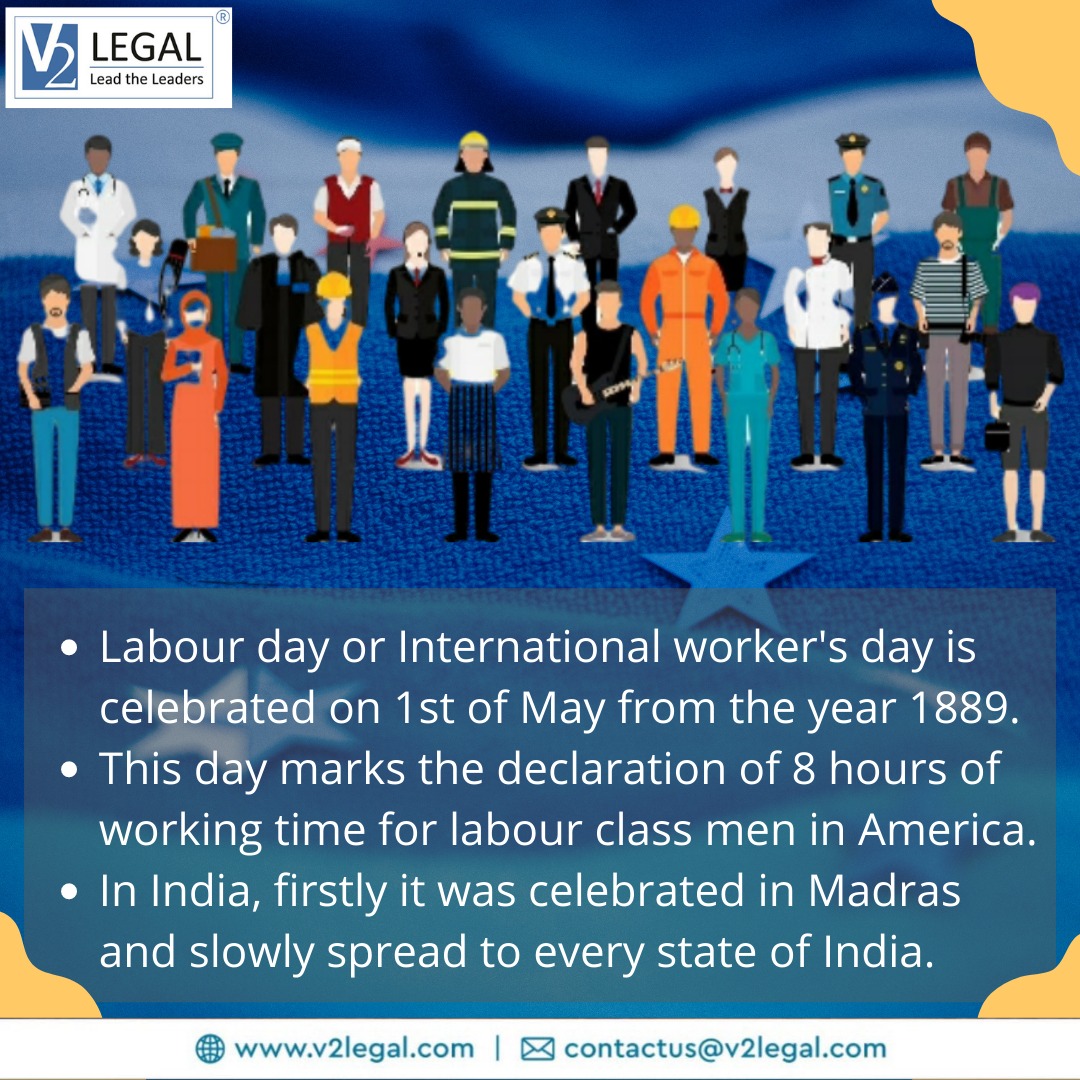 V2 LEGAL ®
Lead the Leaders
• Labour day or International worker's day is
celebrated on 1st of May from the year 1889.
• This day marks the declaration of 8 hours of
working time for labour class men in America.
• In India, firstly it was celebrated in Madras
and slowly spread to every state of India.
www.v2legal.com | contactus@v2legal.com